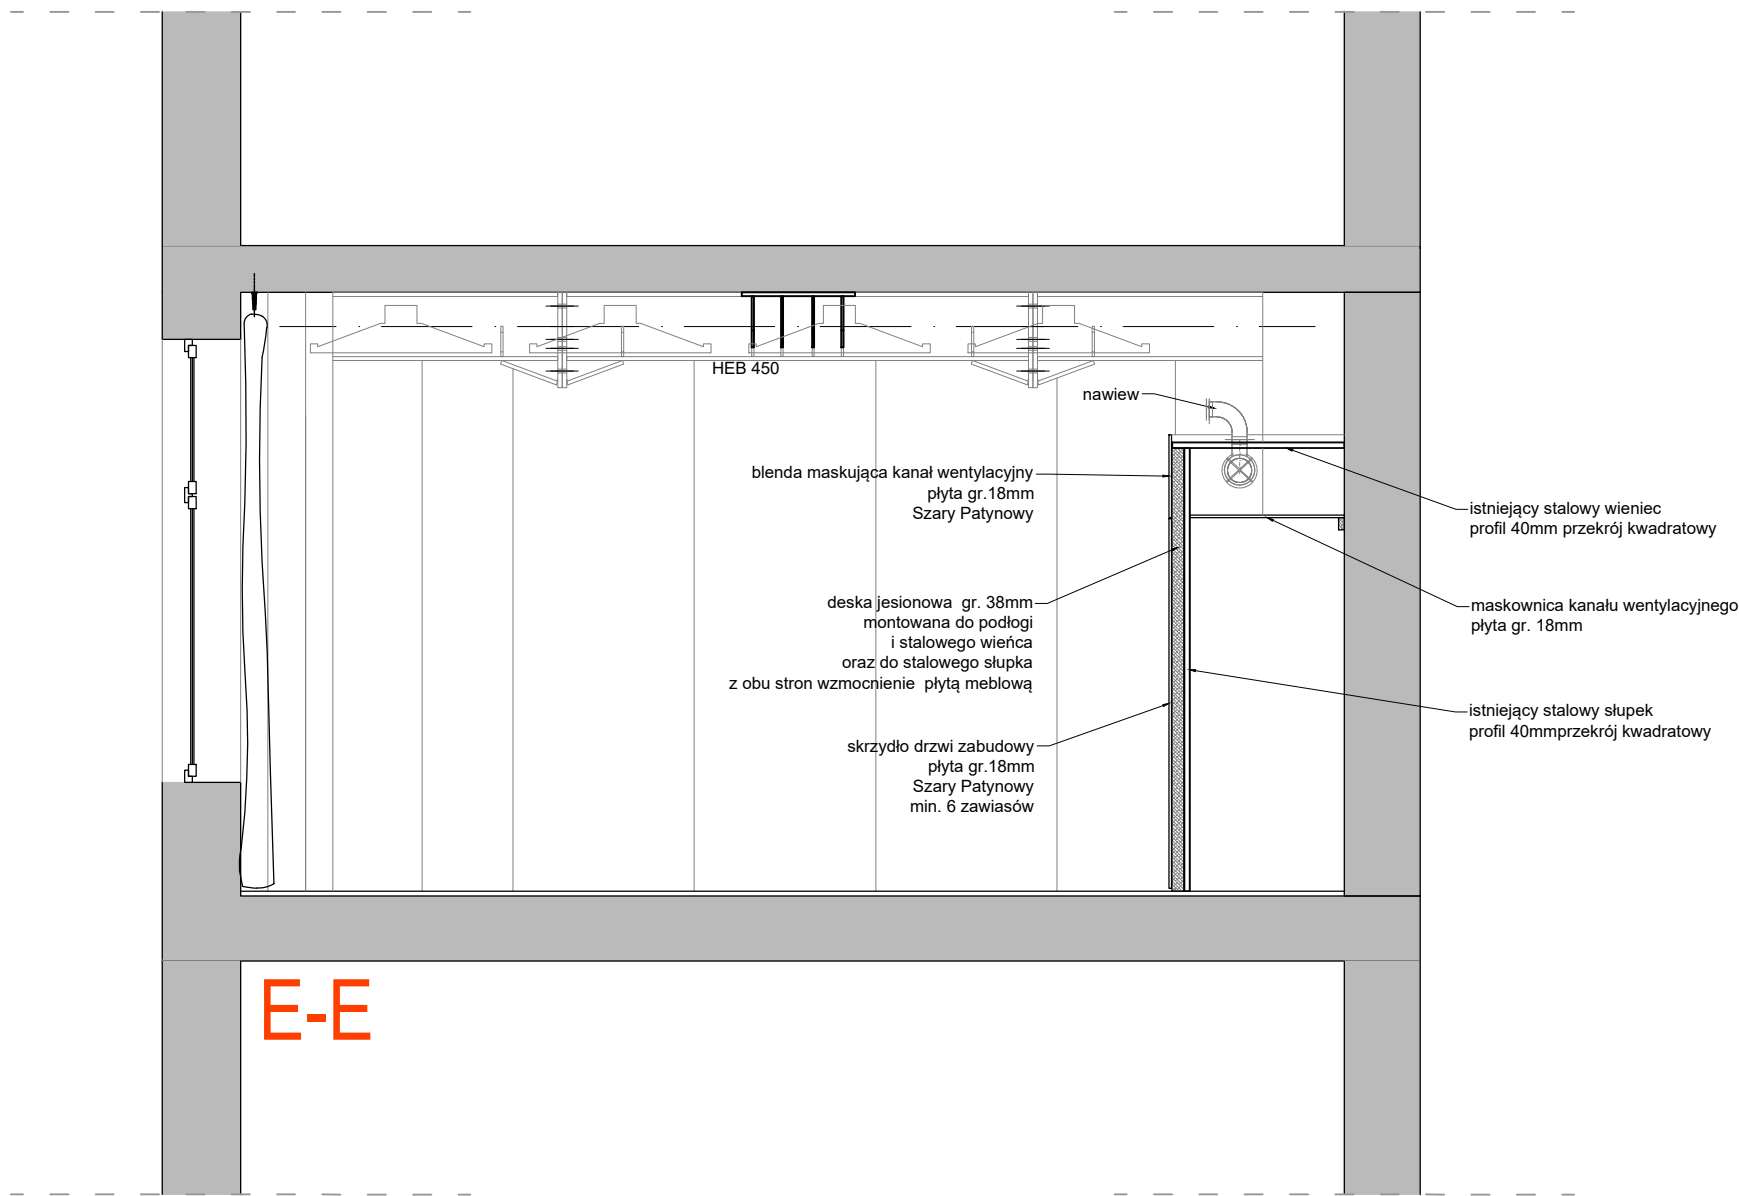 HEB 450
nawiew
blenda maskująca kanał wentylacyjny
płyta gr.18mm
Szary Patynowy
istniejący stalowy wieniec
profil 40mm przekrój kwadratowy
deska jesionowa  gr. 38mm
montowana do podłogi
i stalowego wieńca
oraz do stalowego słupka
z obu stron wzmocnienie  płytą meblową
maskownica kanału wentylacyjnego
płyta gr. 18mm
istniejący stalowy słupek
profil 40mmprzekrój kwadratowy
skrzydło drzwi zabudowy
płyta gr.18mm
Szary Patynowy
min. 6 zawiasów
E-E